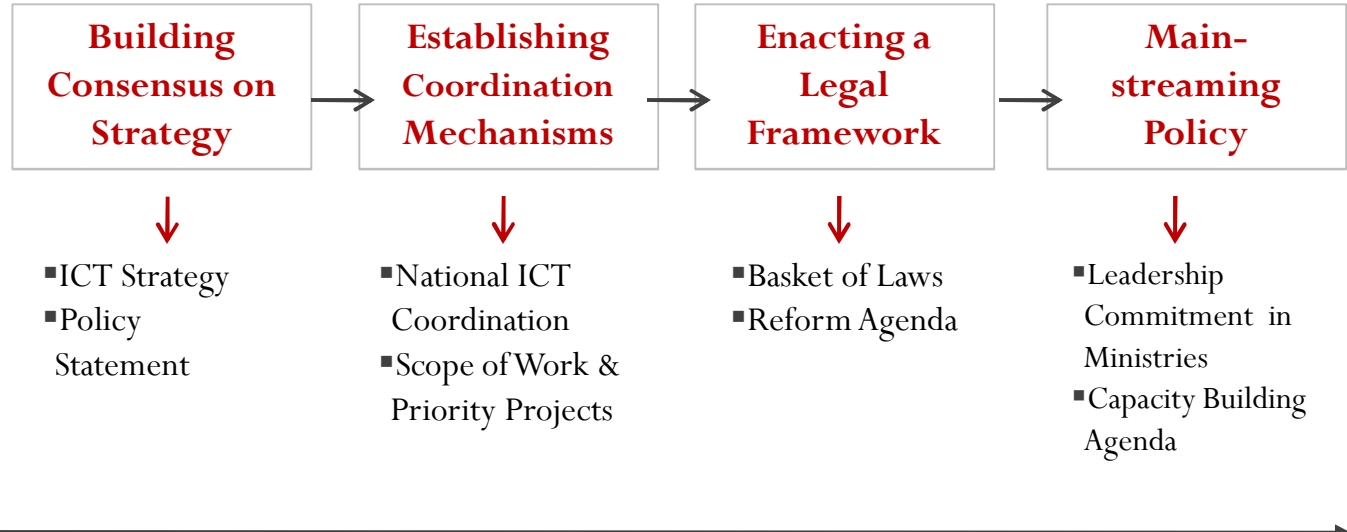 Building
Consensus on
Strategy
Establishing
Coordination
Mechanisms
Enacting a
Legal
Framework
Main-
streaming
Policy
▪ICT Strategy
▪Policy
Statement
▪National ICT
Coordination
▪Scope of Work &
Priority Projects
▪Basket of Laws
▪Reform Agenda
▪Leadership
Commitment in
Ministries
▪Capacity Building
Agenda